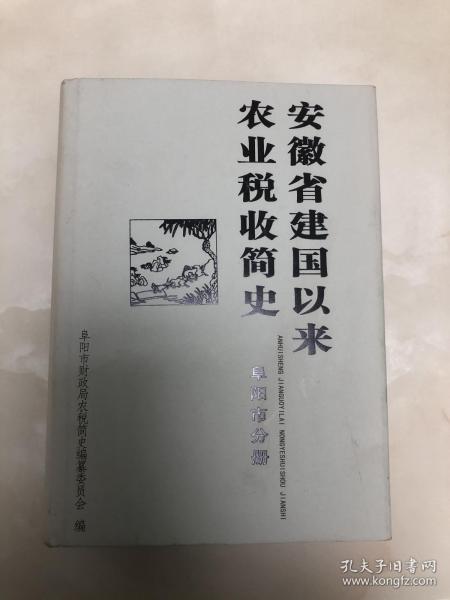 安徽省建国以来
农业税收简史
ANHUISHENG JIANGUOYILAI NONGYESHUISHOU JIANSHI
阜阳市分册
阜阳市财政局农税简史编纂委员会 编
孔夫子旧书网
www.kongfz.com